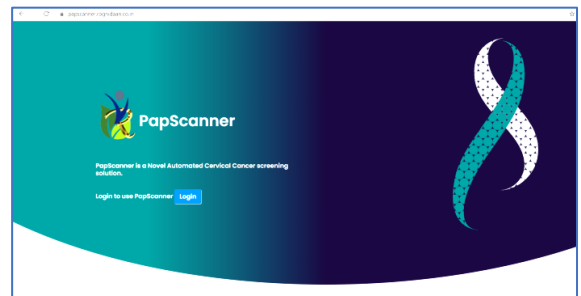 PapScanner
PapScanner is a Novel Automated Cervical Cancer screening
solution.
Login to use PapScanner Login